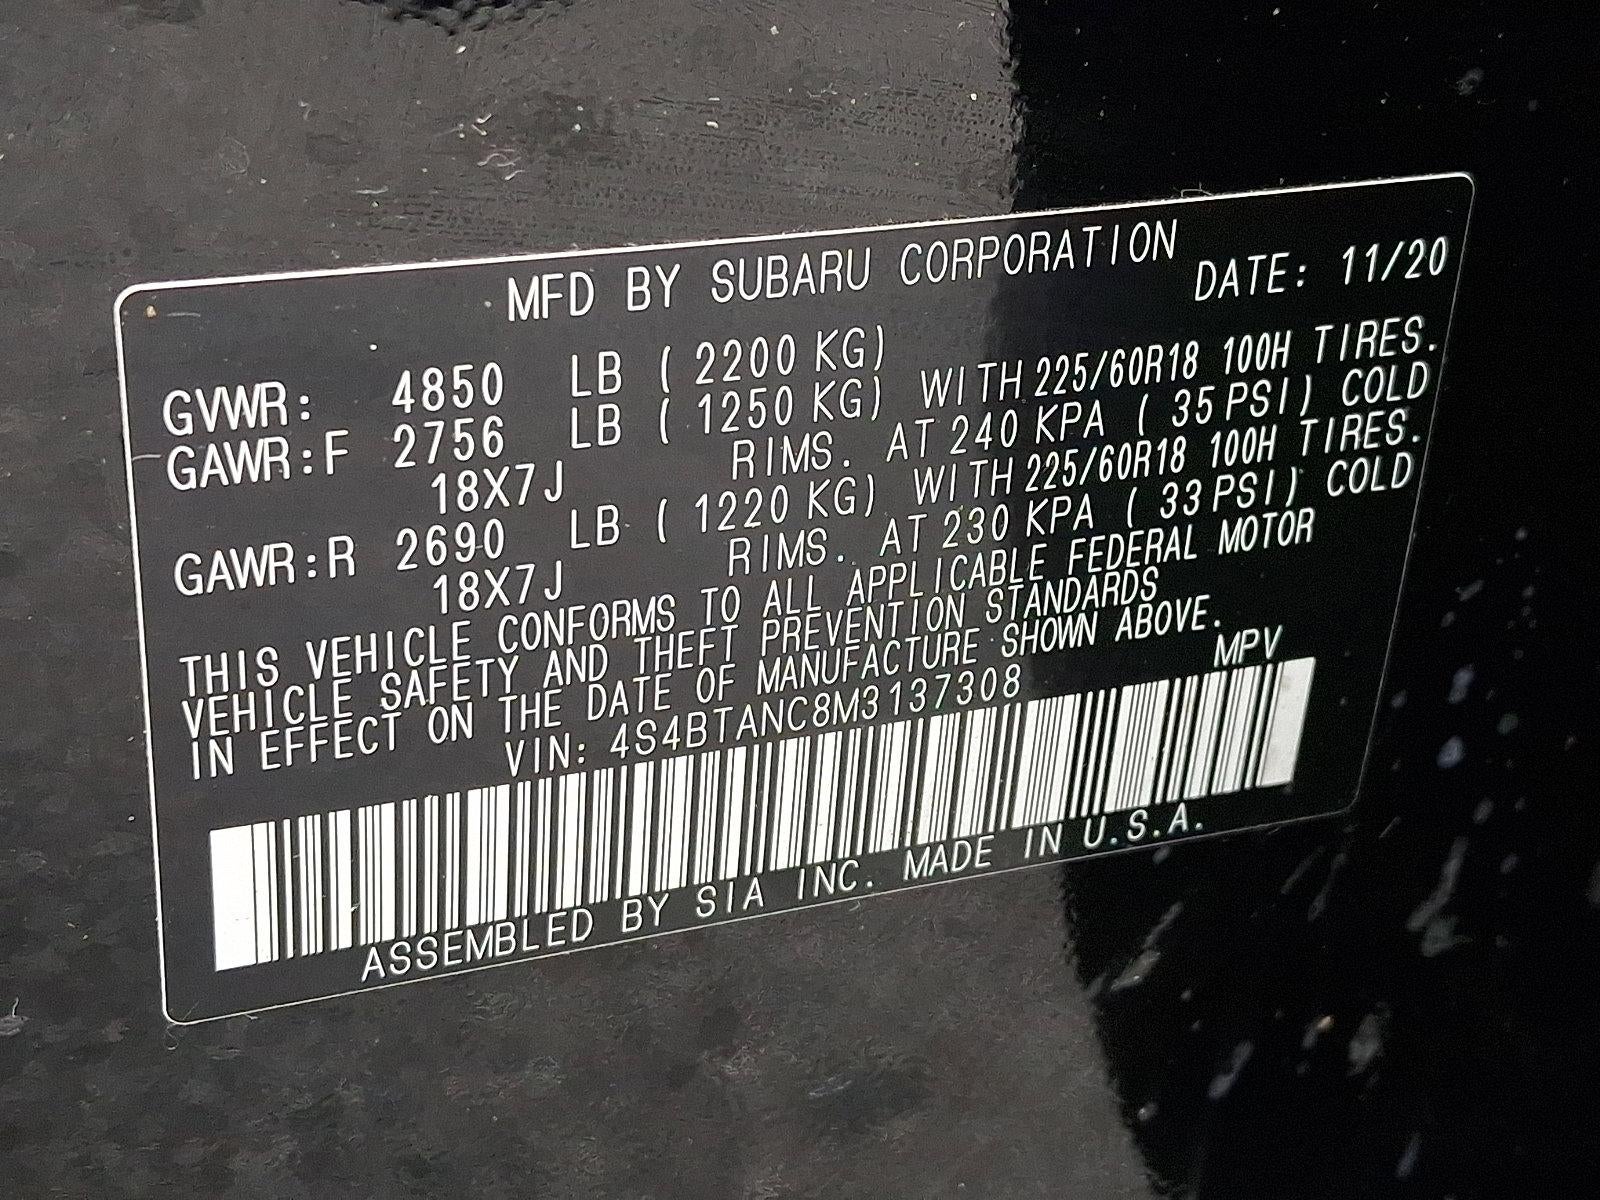 MFD BY SUBARU CORPORATION
DATE: 11/20
GVWR: 4850 LB ( 2200 KG)
GAWR:F 2756 LB ( 1250 KG) WITH 225/60R18 100H TIRES.
18X7J RIMS. AT 240 KPA ( 35 PSI) COLD
GAWR:R 2690 LB ( 1220 KG) WITH 225/60R18 100H TIRES.
18X7J RIMS. AT 230 KPA ( 33 PSI) COLD
THIS VEHICLE CONFORMS TO ALL APPLICABLE FEDERAL MOTOR
VEHICLE SAFETY AND THEFT PREVENTION STANDARDS
IN EFFECT ON THE DATE OF MANUFACTURE SHOWN ABOVE.
VIN: 4S4BTANC8M3137308 MPV
ASSEMBLED BY SIA INC. MADE IN U.S.A.